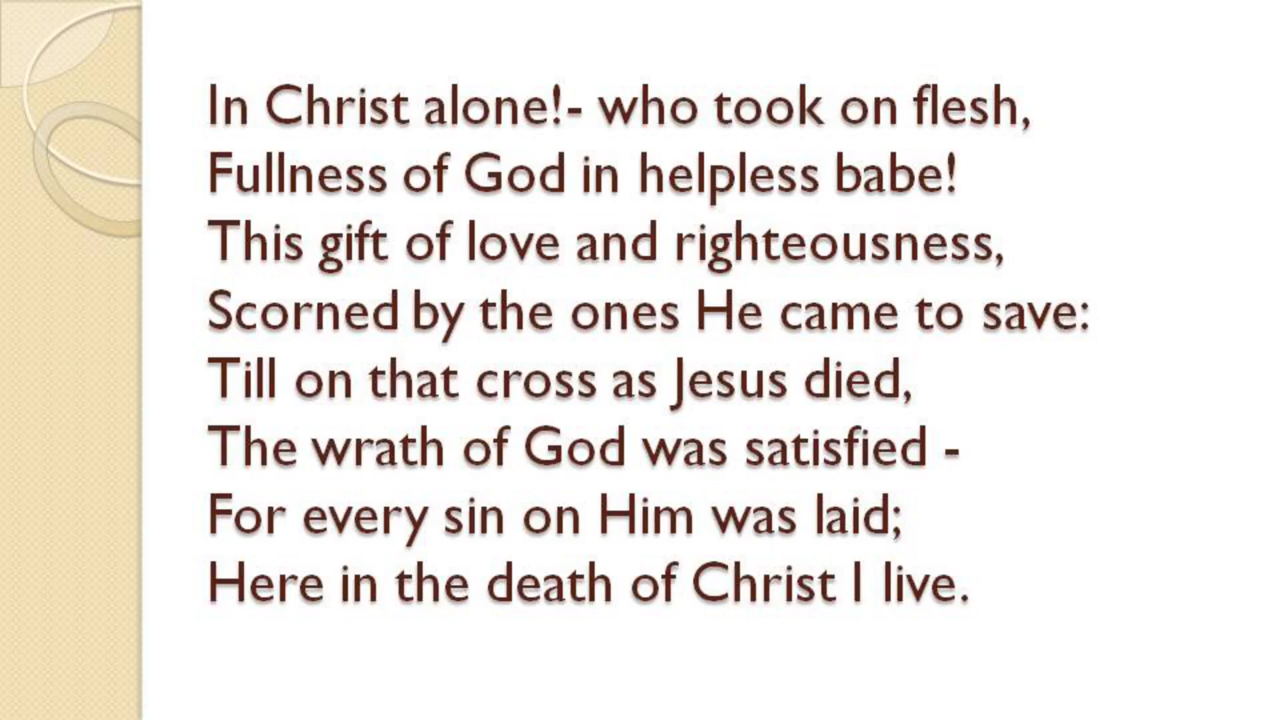 In Christ alone!- who took on flesh,
Fullness of God in helpless babe!
This gift of love and righteousness,
Scorned by the ones He came to save:
Till on that cross as Jesus died,
The wrath of God was satisfied -
For every sin on Him was laid;
Here in the death of Christ I live.